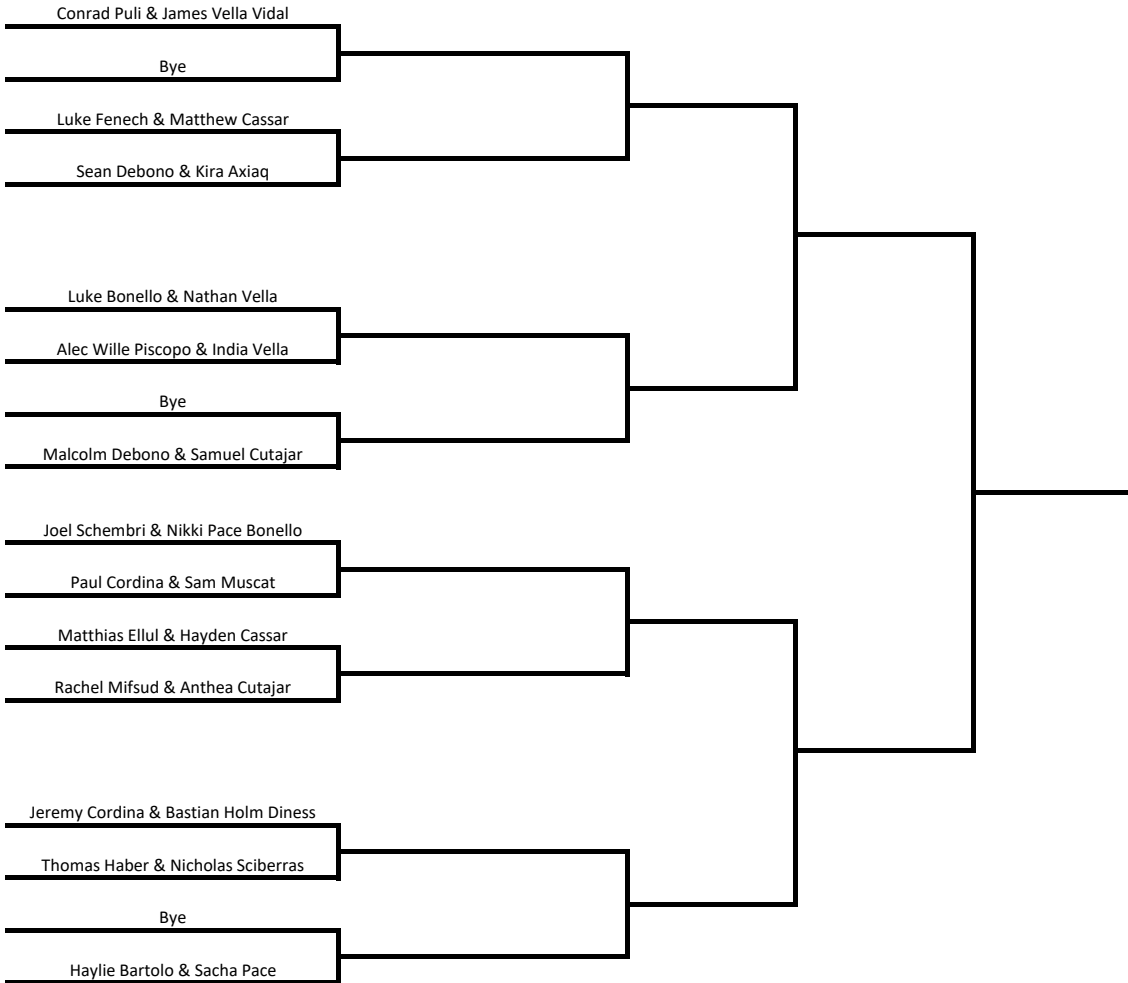 Conrad Puli & James Vella Vidal
Bye
Luke Fenech & Matthew Cassar
Sean Debono & Kira Axiaq
Luke Bonello & Nathan Vella
Alec Wille Piscopo & India Vella
Bye
Malcolm Debono & Samuel Cutajar
Joel Schembri & Nikki Pace Bonello
Paul Cordina & Sam Muscat
Matthias Ellul & Hayden Cassar
Rachel Mifsud & Anthea Cutajar
Jeremy Cordina & Bastian Holm Diness
Thomas Haber & Nicholas Sciberras
Bye
Haylie Bartolo & Sacha Pace